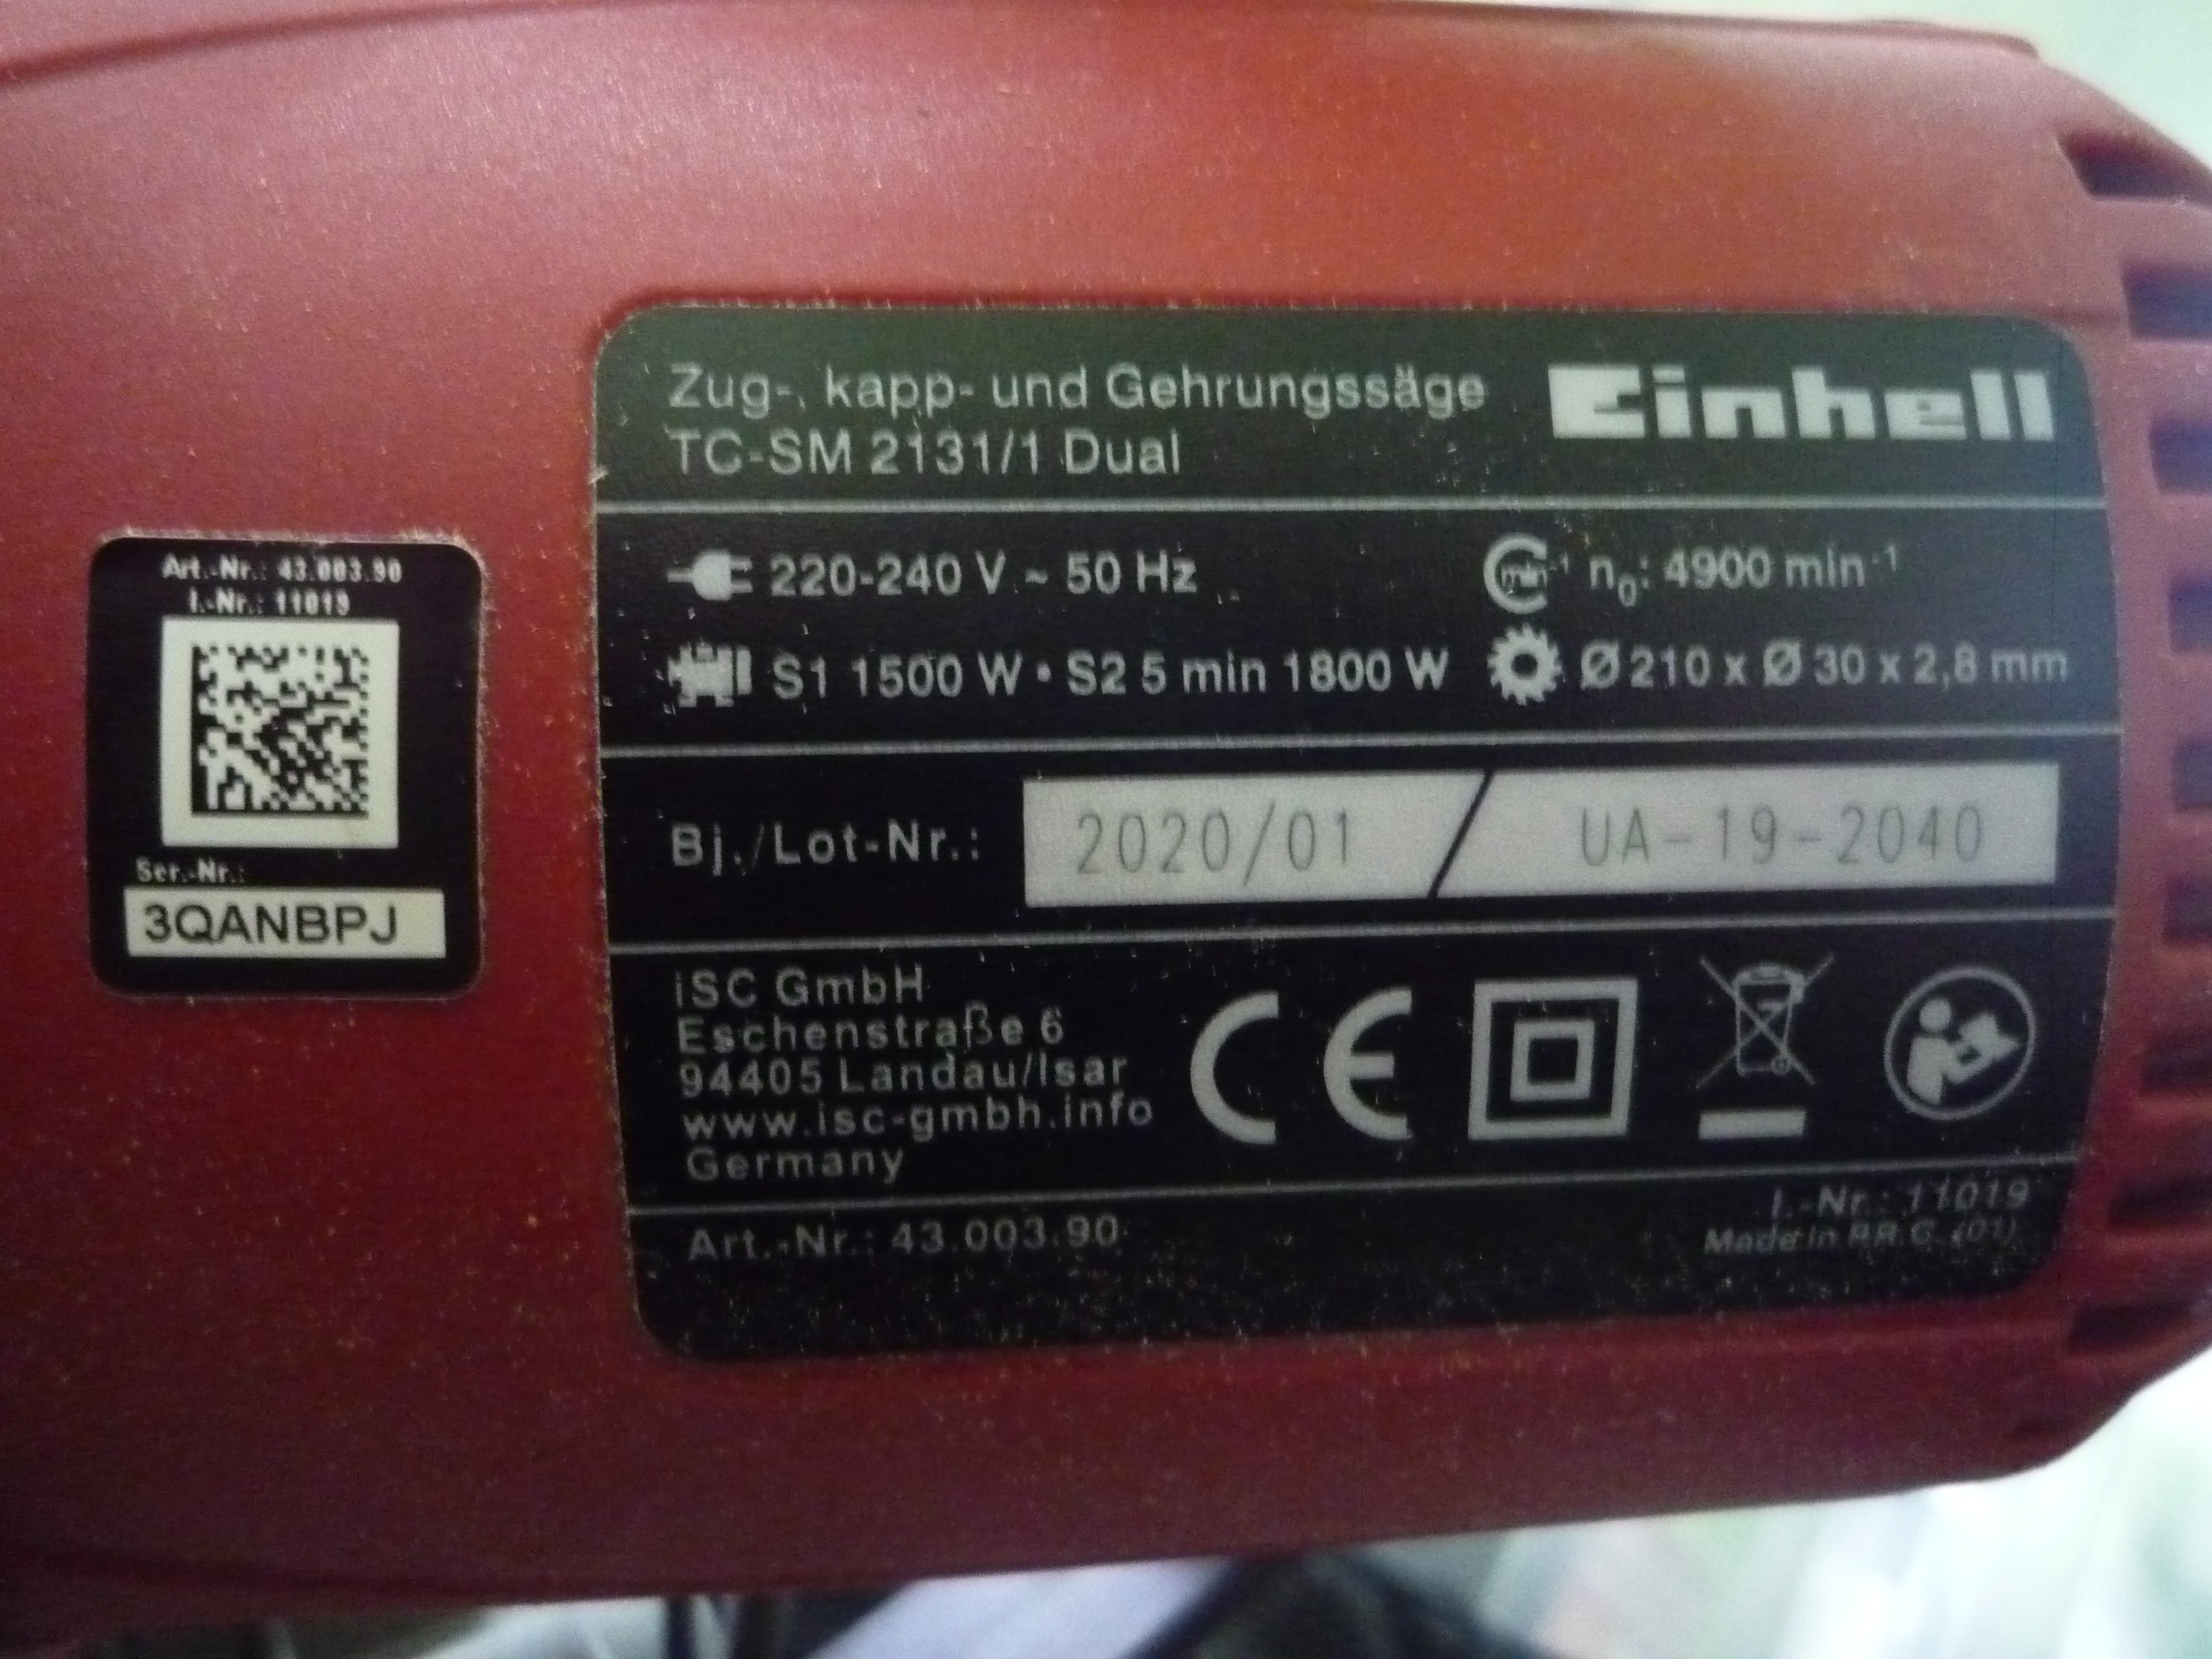 Art.-Nr.: 43.003.90
I.-Nr.: 11019
Ser.-Nr.:
3QANBPJ
Zug-, kapp- und Gehrungssäge
TC-SM 2131/1 Dual
Einhell
220-240 V ~ 50 Hz
min-1 n0: 4900 min-1
S1 1500 W • S2 5 min 1800 W
Ø 210 x Ø 30 x 2,8 mm
Bj./Lot-Nr.: 2020/01 / UA-19-2040
iSC GmbH
Eschenstraße 6
94405 Landau/Isar
www.isc-gmbh.info
Germany
CE
Art.-Nr.: 43.003.90
I.-Nr.: 11019
Made in P.R.C. (01)